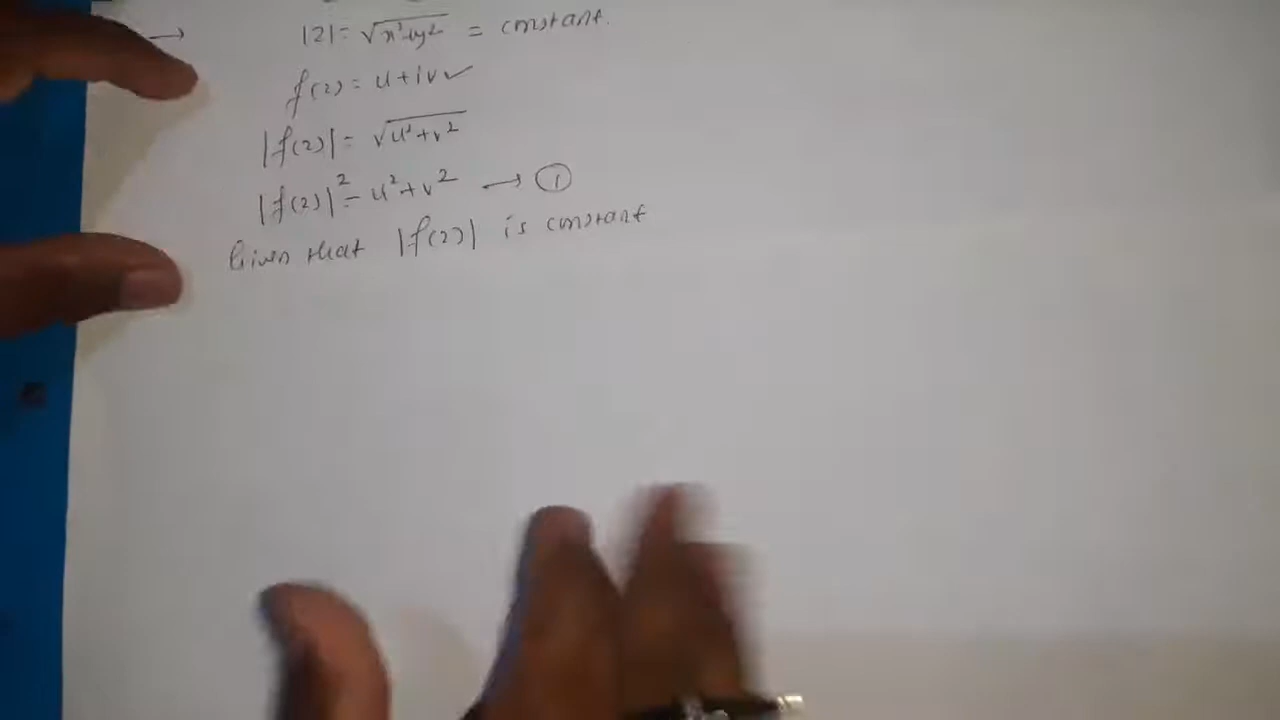 → |z| = √x²+y² = constant.
f(z) = u+iv ✓
|f(z)| = √u²+v²
|f(z)|² = u²+v² → ①
Given that |f(z)| is constant